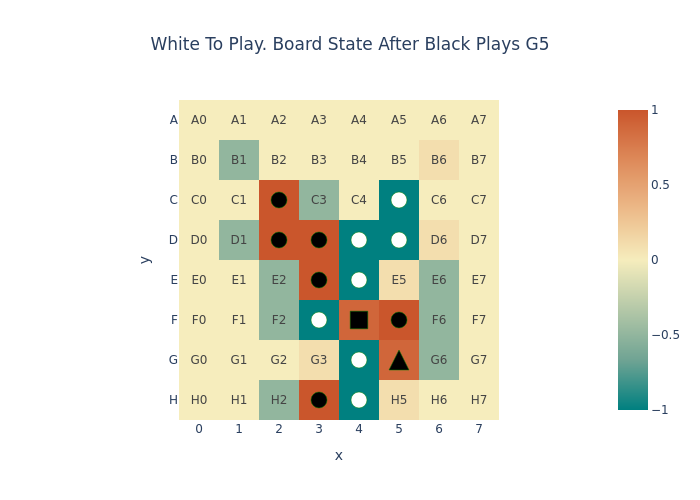 White To Play. Board State After Black Plays G5
A A0 A1 A2 A3 A4 A5 A6 A7
B B0 B1 B2 B3 B4 B5 B6 B7
C C0 C1 C3 C4 C6 C7
D D0 D1 D6 D7
E E0 E1 E2 E5 E6 E7
F F0 F1 F2 F6 F7
G G0 G1 G2 G3 G6 G7
H H0 H1 H2 H5 H6 H7
0 1 2 3 4 5 6 7
x
y
1
0.5
0
−0.5
−1